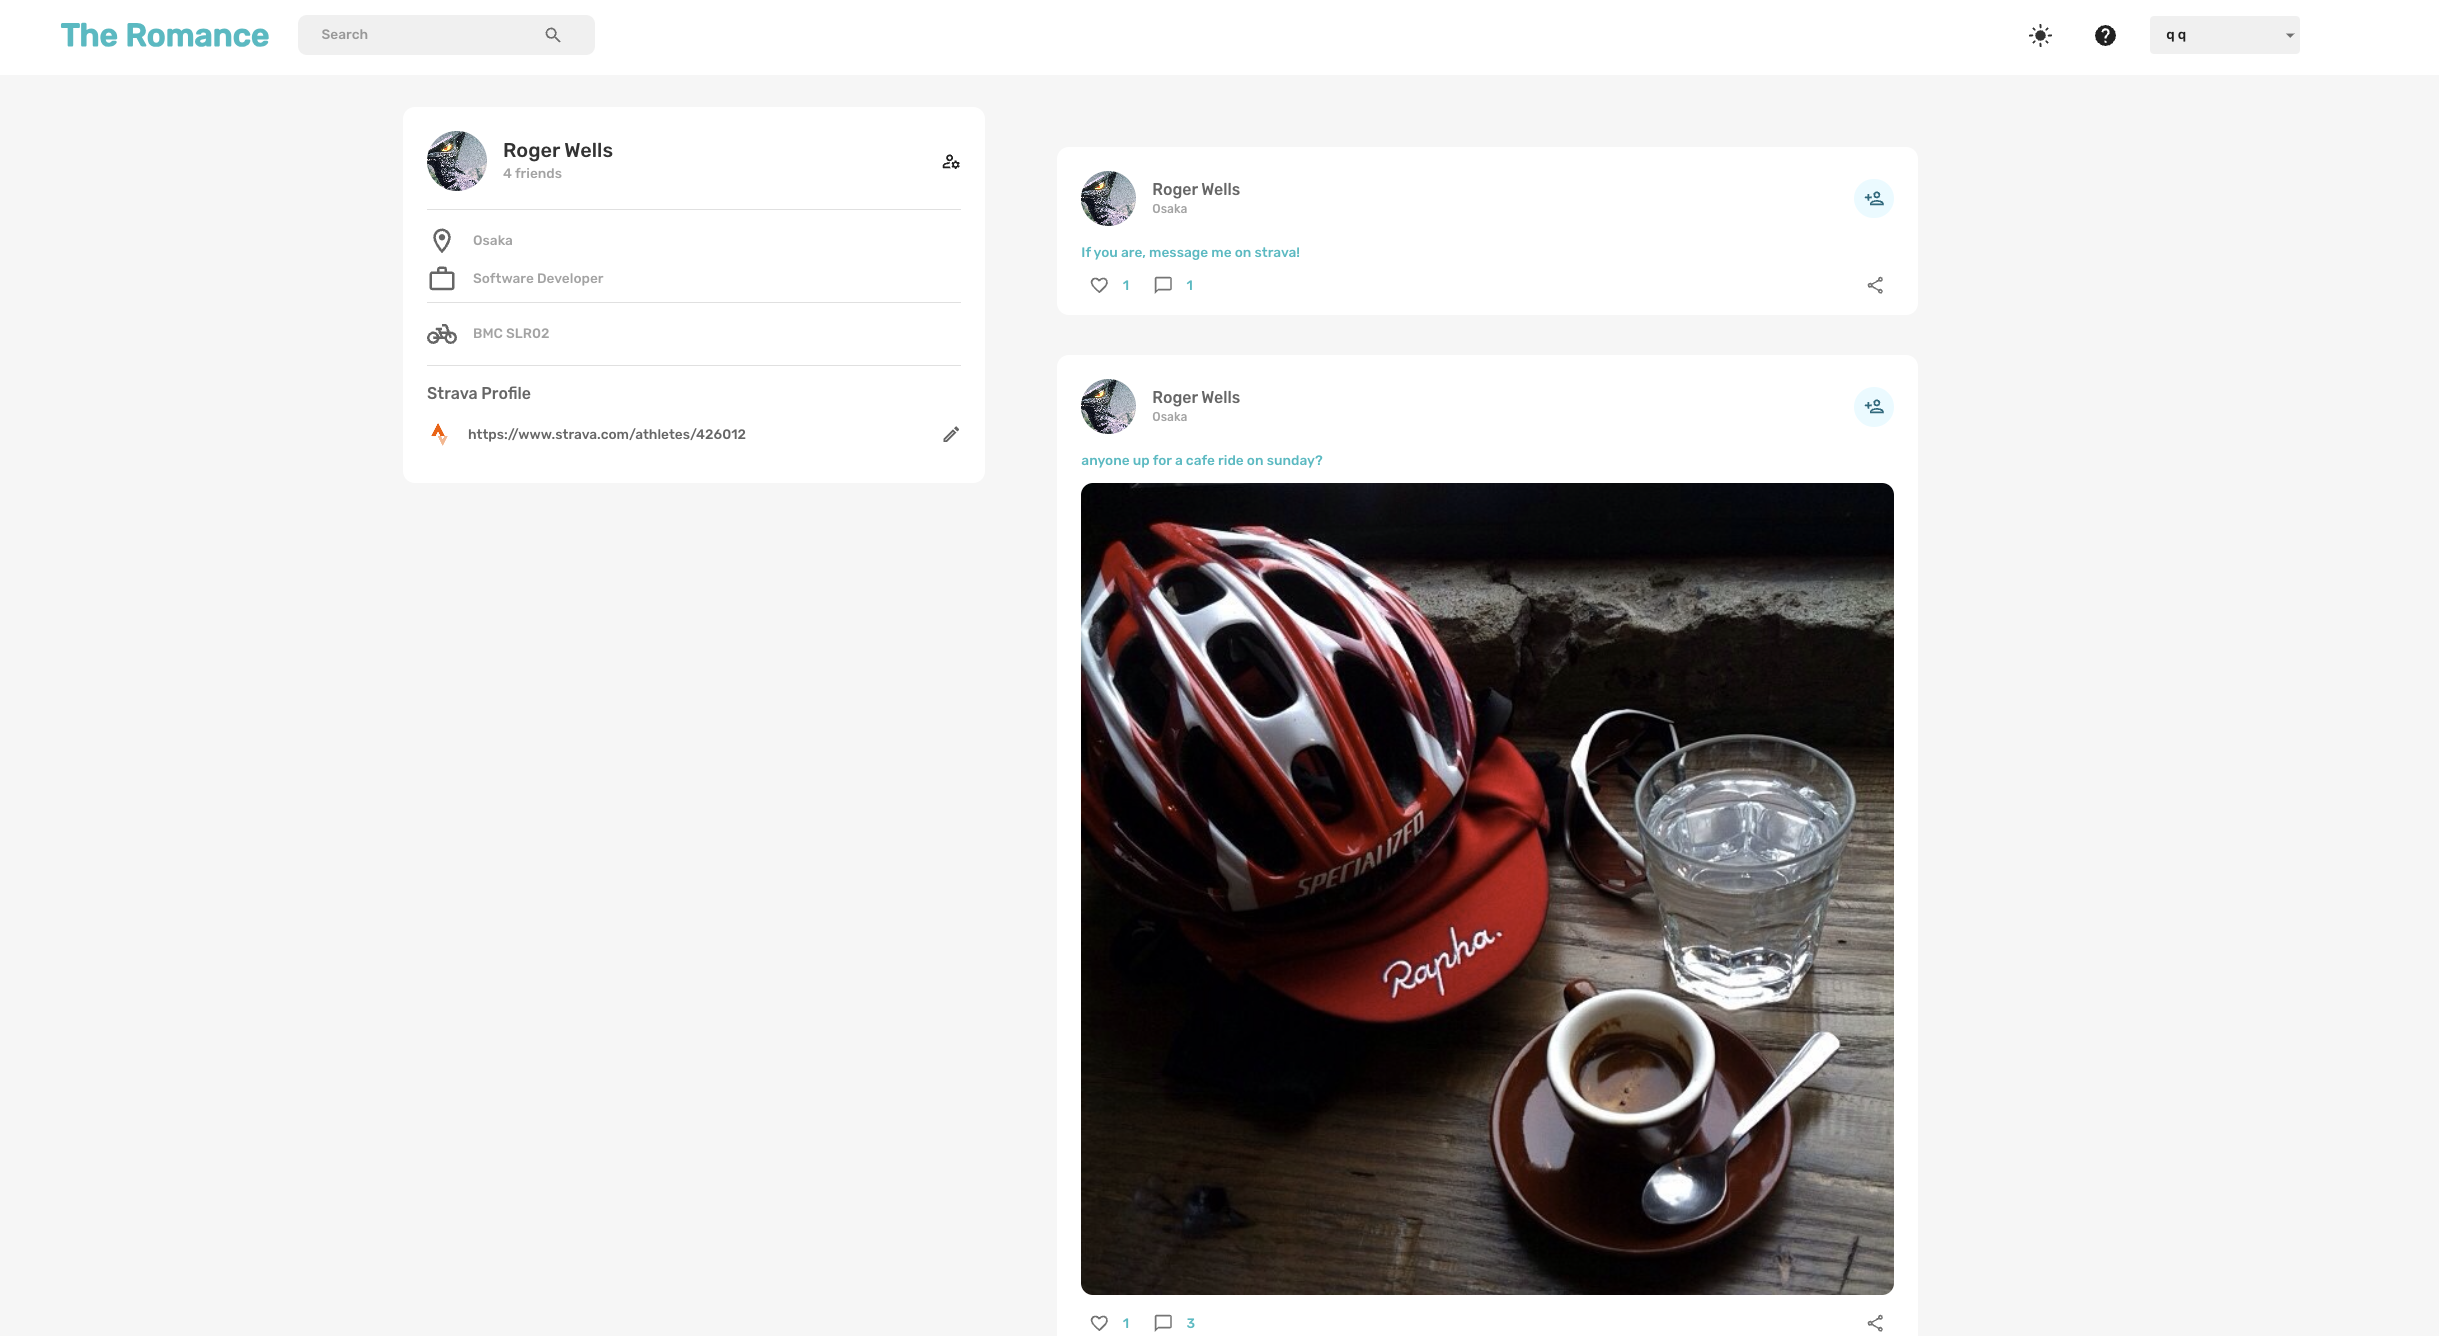 The Romance
Search
q q
Roger Wells
4 friends
Osaka
Software Developer
BMC SLR02
Strava Profile
https://www.strava.com/athletes/426012
Roger Wells
Osaka
If you are, message me on strava!
1
1
Roger Wells
Osaka
anyone up for a cafe ride on sunday?
SPECIALIZED
Rapha.
1
3